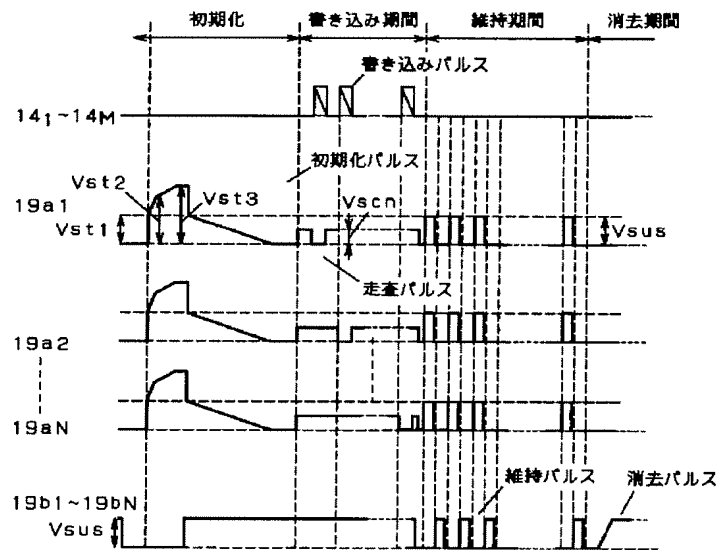 初期化 書き込み期間 維持期間 消去期間
書き込みパルス
14₁~14M
初期化パルス
Vst2
Vst3
19a1
Vscn
Vst1
Vsus
走査パルス
19a2
19aN
維持パルス
消去パルス
19b1~19bN
Vsus